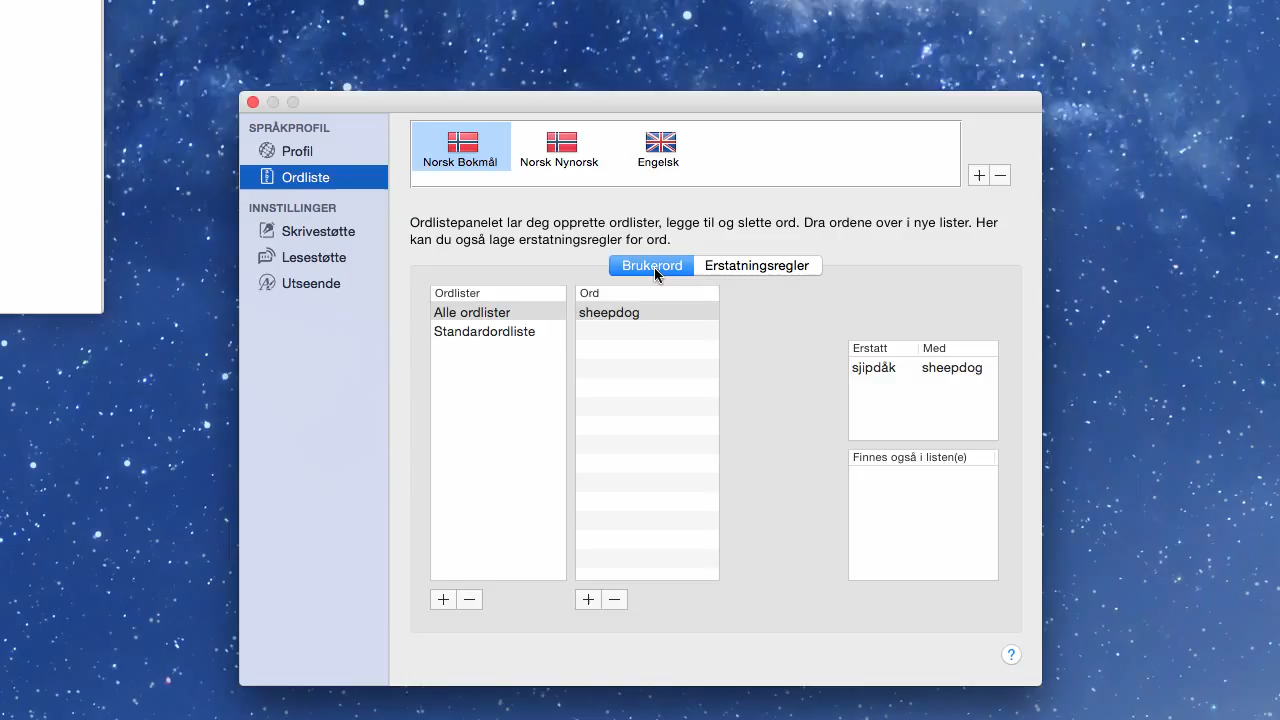 SPRÅKPROFIL
Profil
Ordliste
INNSTILLINGER
Skrivestøtte
Lesestøtte
Utseende
Norsk Bokmål
Norsk Nynorsk
Engelsk
Ordlistepanelet lar deg opprette ordlister, legge til og slette ord. Dra ordene over i nye lister. Her
kan du også lage erstatningsregler for ord.
Brukerord
Erstatningsregler
Ordlister
Alle ordlister
Standardordliste
Ord
sheepdog
Erstatt Med
sjipdåk sheepdog
Finnes også i listen(e)